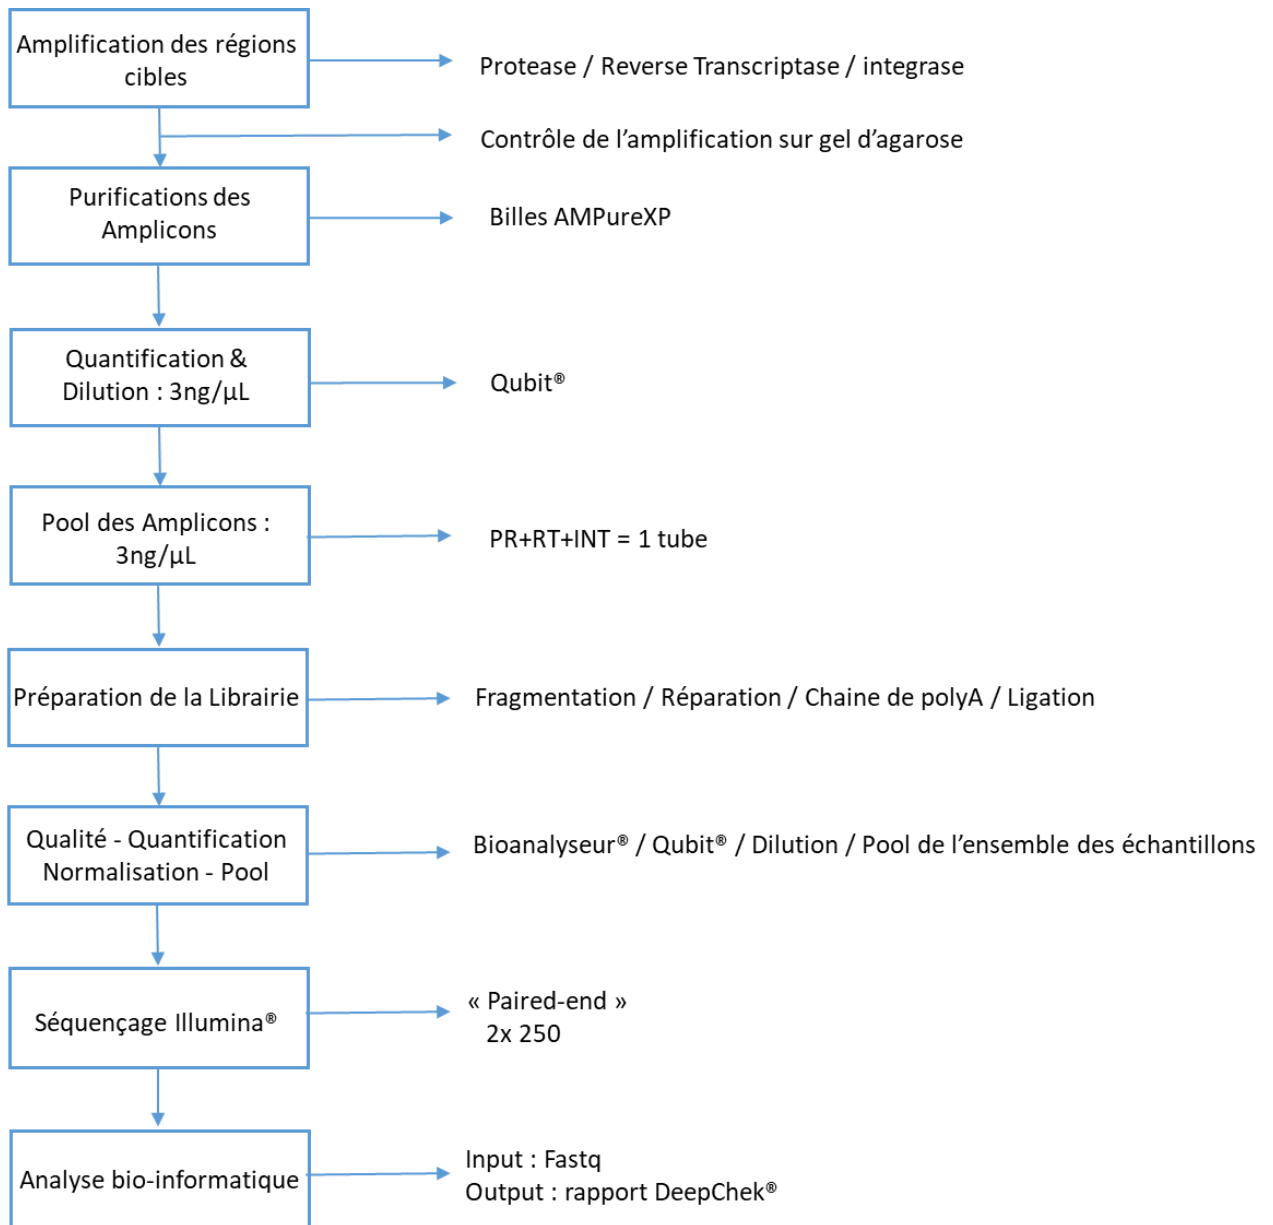 Amplification des régions
cibles
Protease / Reverse Transcriptase / integrase
Contrôle de l’amplification sur gel d’agarose
Purifications des
Amplicons
Billes AMPureXP
Quantification &
Dilution : 3ng/µL
Qubit®
Pool des Amplicons :
3ng/µL
PR+RT+INT = 1 tube
Préparation de la Librairie
Fragmentation / Réparation / Chaine de polyA / Ligation
Qualité - Quantification
Normalisation - Pool
Bioanalyseur® / Qubit® / Dilution / Pool de l’ensemble des échantillons
Séquençage Illumina®
« Paired-end »
2x 250
Analyse bio-informatique
Input : Fastq
Output : rapport DeepChek®